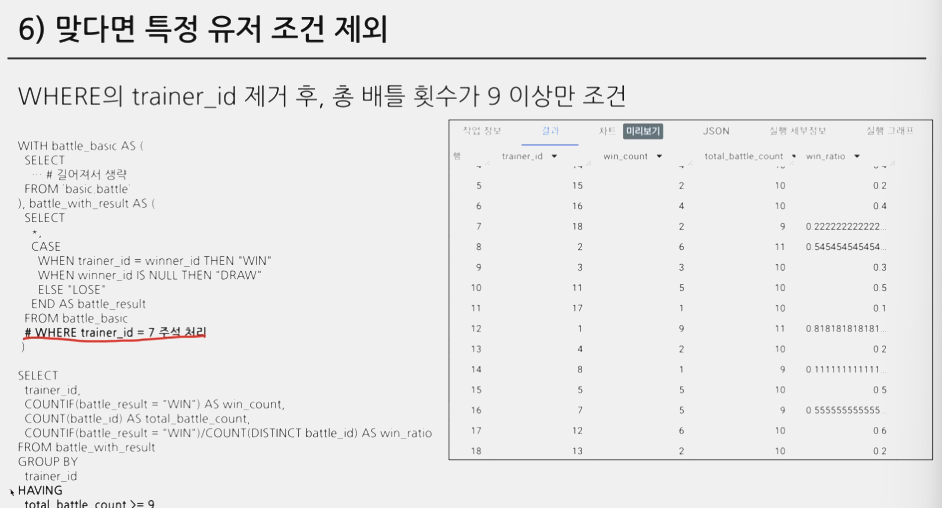 6) 맞다면 특정 유저 조건 제외
WHERE의 trainer_id 제거 후, 총 배틀 횟수가 9 이상만 조건
WITH battle_basic AS (
SELECT
··· # 길어져서 생략
FROM `basic.battle`
), battle_with_result AS (
SELECT
*,
CASE
WHEN trainer_id = winner_id THEN "WIN"
WHEN winner_id IS NULL THEN "DRAW"
ELSE "LOSE"
END AS battle_result
FROM battle_basic
# WHERE trainer_id = 7 주석 처리
)
SELECT
trainer_id,
COUNTIF(battle_result = "WIN") AS win_count,
COUNT(battle_id) AS total_battle_count,
COUNTIF(battle_result = "WIN")/COUNT(DISTINCT battle_id) AS win_ratio
FROM battle_with_result
GROUP BY
trainer_id
HAVING
total_battle_count >= 9
작업 정보 결과 차트 미리보기 JSON 실행 세부정보 실행 그래프
행 trainer_id win_count total_battle_count win_ratio
5 15 2 10 0.2
6 16 4 10 0.4
7 18 2 9 0.222222222222...
8 2 6 11 0.545454545454...
9 3 3 10 0.3
10 11 5 10 0.5
11 17 1 10 0.1
12 1 9 11 0.818181818181...
13 4 2 10 0.2
14 8 1 9 0.111111111111...
15 5 5 10 0.5
16 7 5 9 0.555555555555...
17 12 6 10 0.6
18 13 2 10 0.2